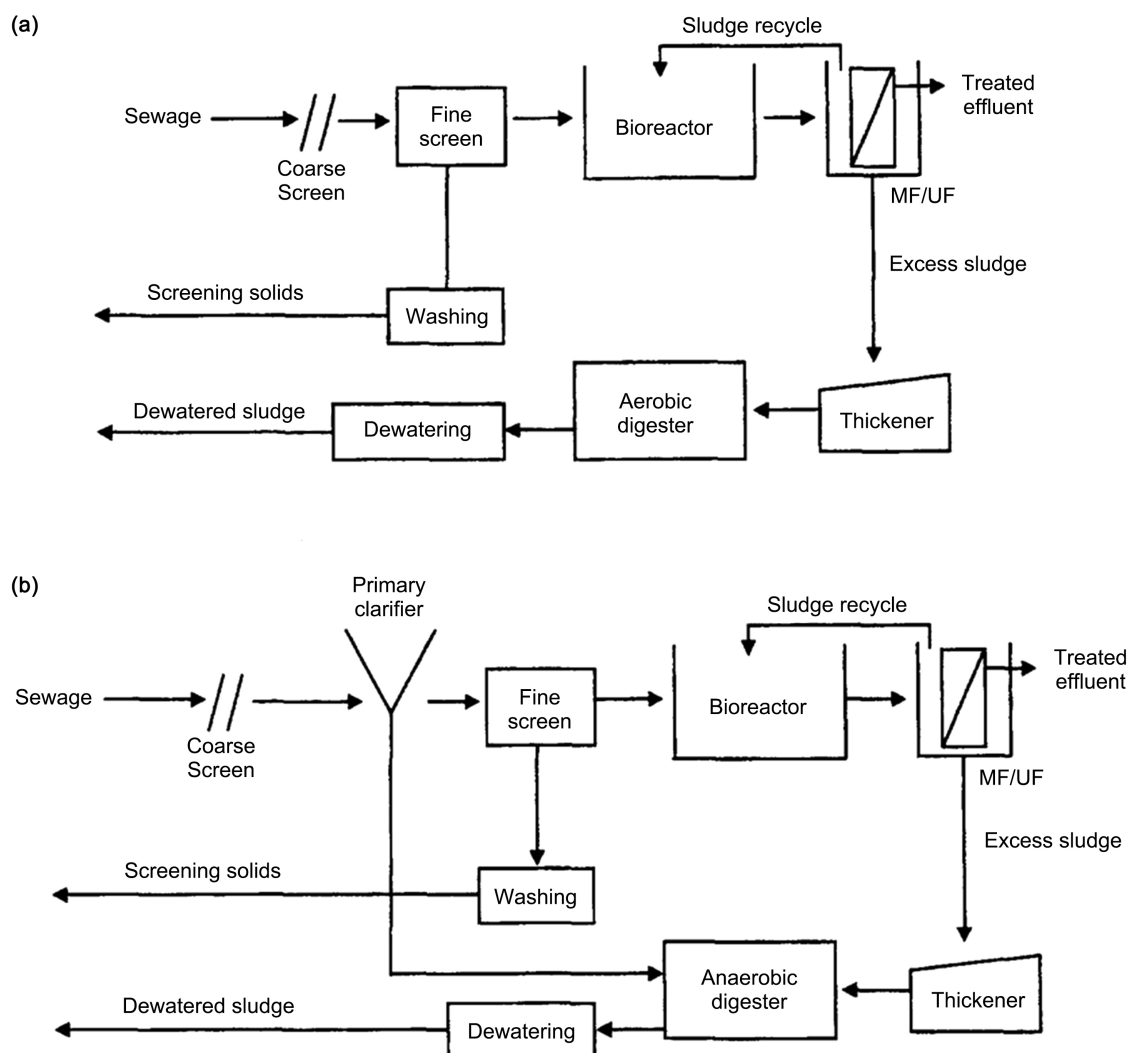 (a)
Sludge recycle
Sewage
Coarse
Screen
Fine
screen
Bioreactor
Treated
effluent
MF/UF
Excess sludge
Screening solids
Washing
Dewatered sludge
Dewatering
Aerobic
digester
Thickener
(b)
Primary
clarifier
Sludge recycle
Sewage
Coarse
Screen
Fine
screen
Bioreactor
Treated
effluent
MF/UF
Excess sludge
Screening solids
Washing
Dewatered sludge
Dewatering
Anaerobic
digester
Thickener